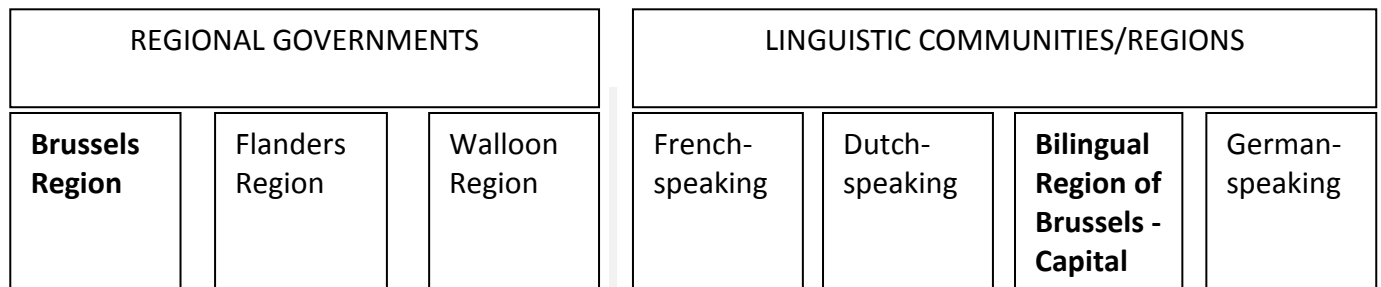 REGIONAL GOVERNMENTS
LINGUISTIC COMMUNITIES/REGIONS
Brussels
Region
Flanders
Region
Walloon
Region
French-
speaking
Dutch-
speaking
Bilingual
Region of
Brussels -
Capital
German-
speaking